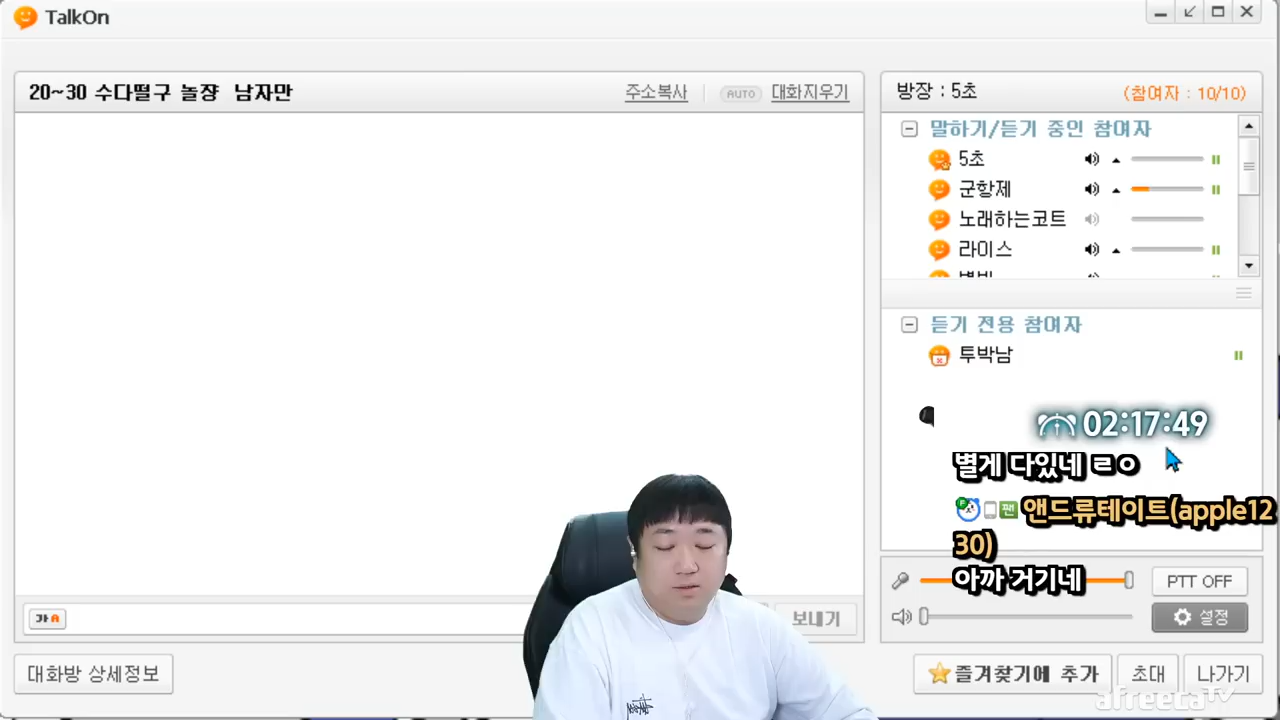 TalkOn
20~30 수다떨구 놀쟝 남자만
주소복사
AUTO
대화지우기
방장 : 5초
(참여자 : 10/10)
말하기/듣기 중인 참여자
5초
군항제
노래하는코트
라이스
듣기 전용 참여자
투박남
02:17:49
별게 다있네 ㄹㅇ
F 팬 앤드류테이트(apple12
30)
아까 거기네
PTT OFF
설정
가A
보내기
대화방 상세정보
즐겨찾기에 추가
초대
나가기
afreecaTV